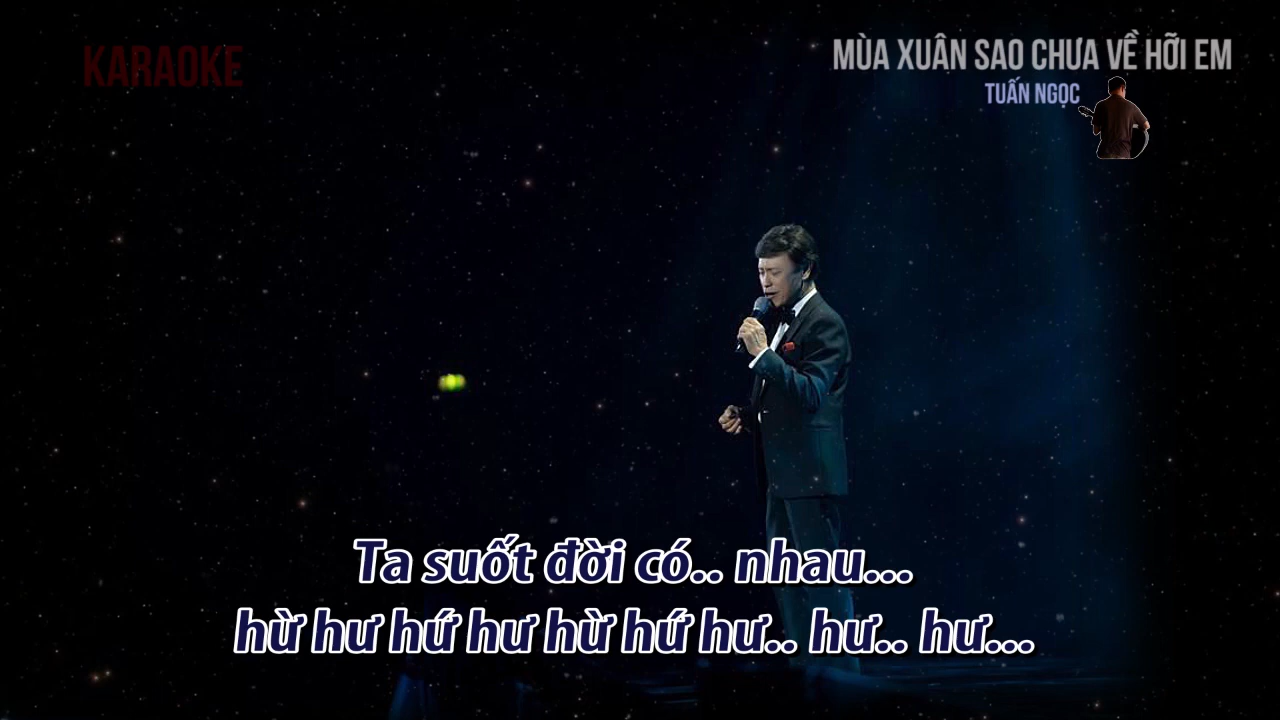 KARAOKE
MÙA XUÂN SAO CHƯA VỀ HỠI EM
TUẤN NGỌC
Ta suốt đời có.. nhau...
hừ hư hứ hư hừ hứ hư.. hư.. hư...